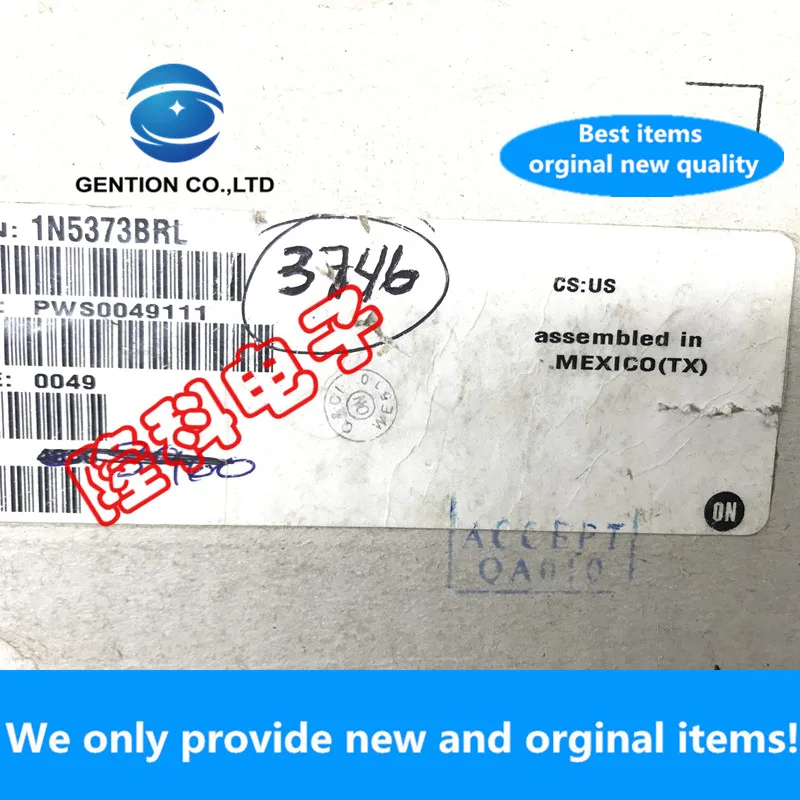 Best items
orginal new quality
GENTION CO.,LTD
N: 1N5373BRL
3746
CS:US
PWS0049111
assembled in
MEXICO(TX)
E: 0049
隆科电子
ON
ACCEPT
QA010
We only provide new and orginal items!